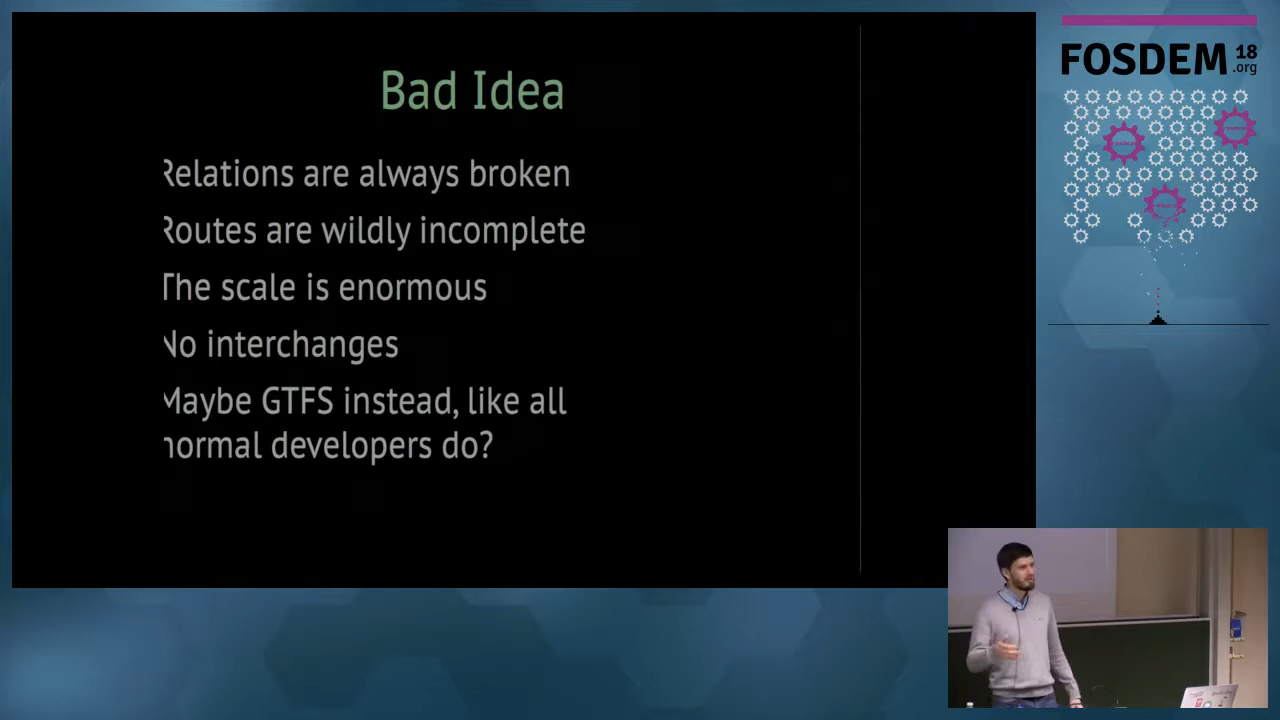 Bad Idea
Relations are always broken
Routes are wildly incomplete
The scale is enormous
No interchanges
Maybe GTFS instead, like all
normal developers do?
FOSDEM 18
.org